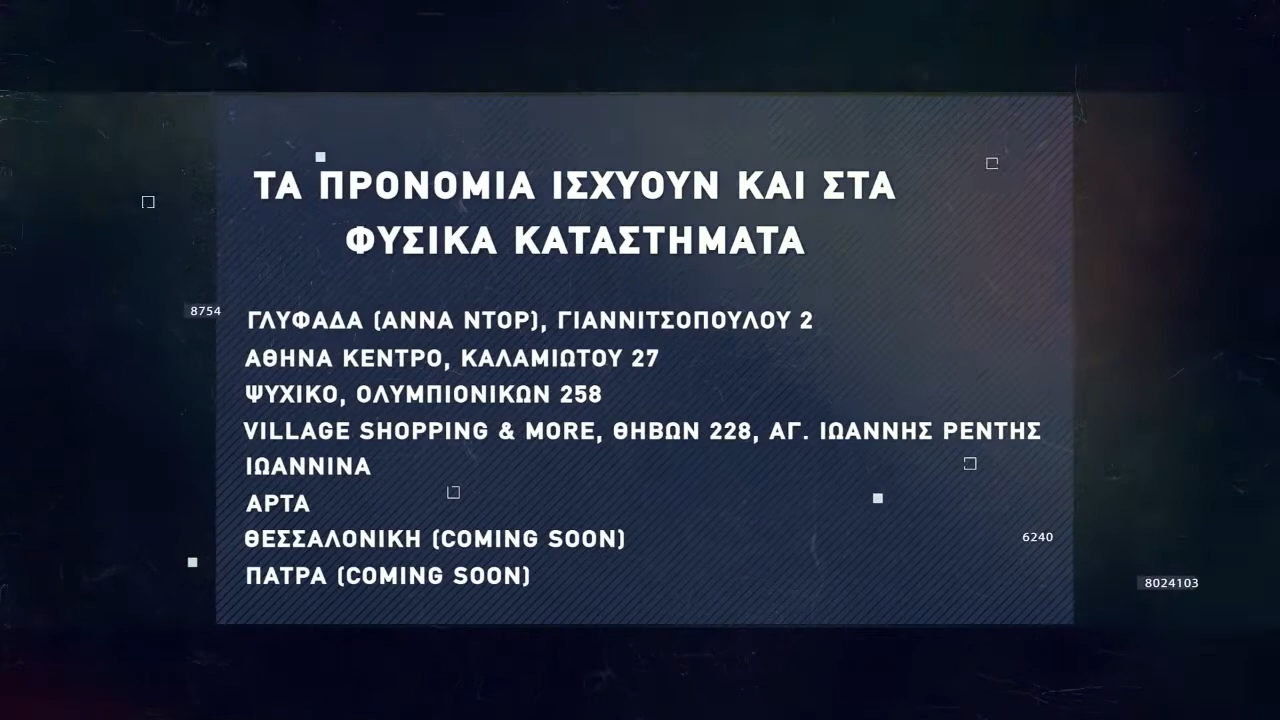 ΤΑ ΠΡΟΝΟΜΙΑ ΙΣΧΥΟΥΝ ΚΑΙ ΣΤΑ
ΦΥΣΙΚΑ ΚΑΤΑΣΤΗΜΑΤΑ
8754
ΓΛΥΦΑΔΑ (ΑΝΝΑ ΝΤΟΡ), ΓΙΑΝΝΙΤΣΟΠΟΥΛΟΥ 2
ΑΘΗΝΑ ΚΕΝΤΡΟ, ΚΑΛΑΜΙΩΤΟΥ 27
ΨΥΧΙΚΟ, ΟΛΥΜΠΙΟΝΙΚΩΝ 258
VILLAGE SHOPPING & MORE, ΘΗΒΩΝ 228, ΑΓ. ΙΩΑΝΝΗΣ ΡΕΝΤΗΣ
ΙΩΑΝΝΙΝΑ
ΑΡΤΑ
ΘΕΣΣΑΛΟΝΙΚΗ (COMING SOON)
6240
ΠΑΤΡΑ (COMING SOON)
8024103